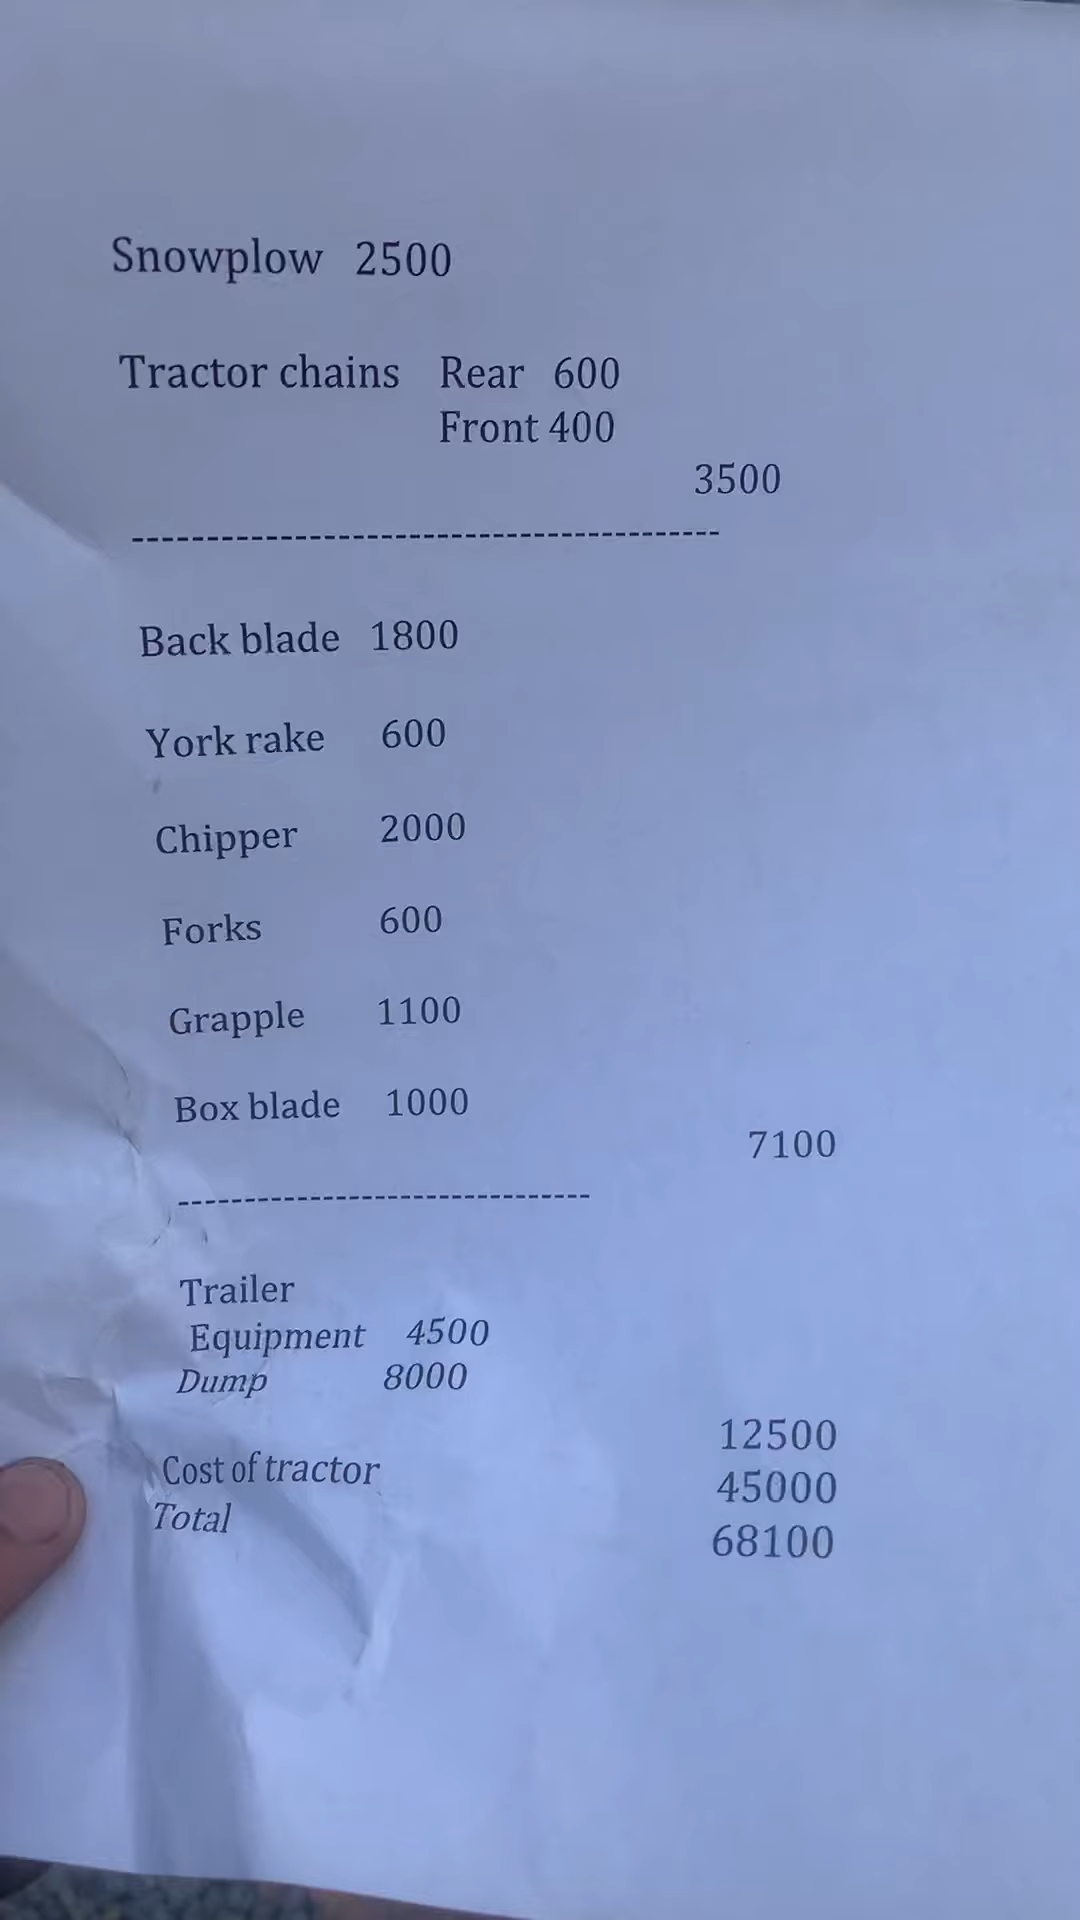 Snowplow 2500
Tractor chains Rear 600
Front 400
3500
----------------------------------------
Back blade 1800
York rake 600
Chipper 2000
Forks 600
Grapple 1100
Box blade 1000
7100
-------------------------------
Trailer
Equipment 4500
Dump 8000
12500
Cost of tractor 45000
Total 68100